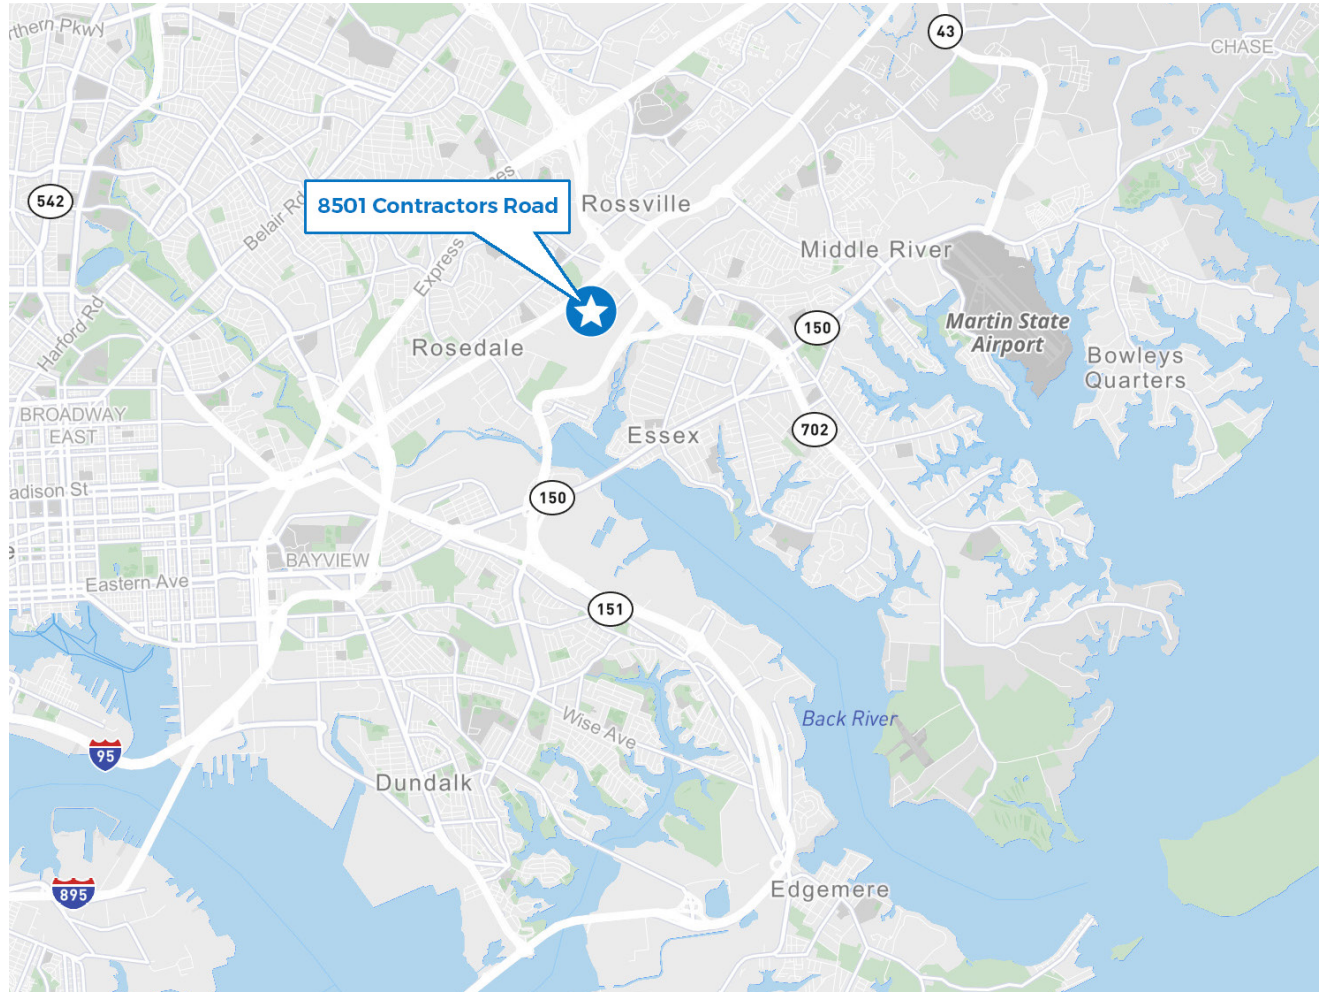 rthern Pkwy
43
CHASE
542
8501 Contractors Road
Rossville
Belair Rd
Express
Middle River
Harford Rd
Rosedale
150
Martin State
Airport
Bowleys
Quarters
BROADWAY
EAST
Essex
702
adison St
150
BAYVIEW
Eastern Ave
151
Wise Ave
Back River
95
Dundalk
895
Edgemere